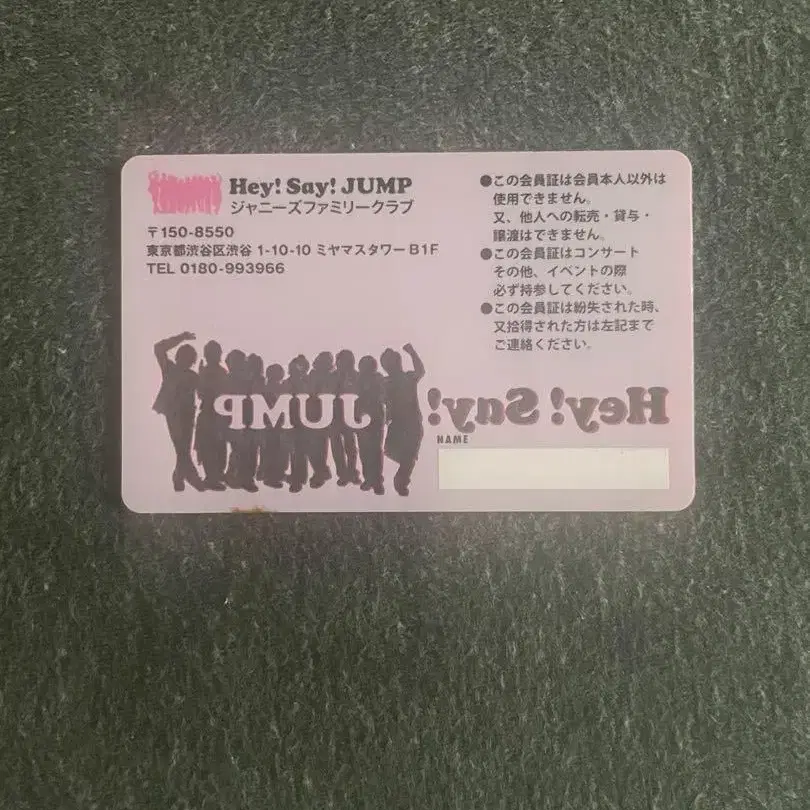 Hey! Say! JUMP
ジャニーズファミリークラブ
〒150-8550
東京都渋谷区渋谷 1-10-10 ミヤマスタワー B1F
TEL 0180-993966
●この会員証は会員本人以外は
使用できません。
又、他人への転売・貸与・
譲渡はできません。
●この会員証はコンサート
その他、イベントの際
必ず持参してください。
●この会員証は紛失された時、
又拾得された方は左記まで
ご連絡ください。
Hey! Say!
JUMP
NAME